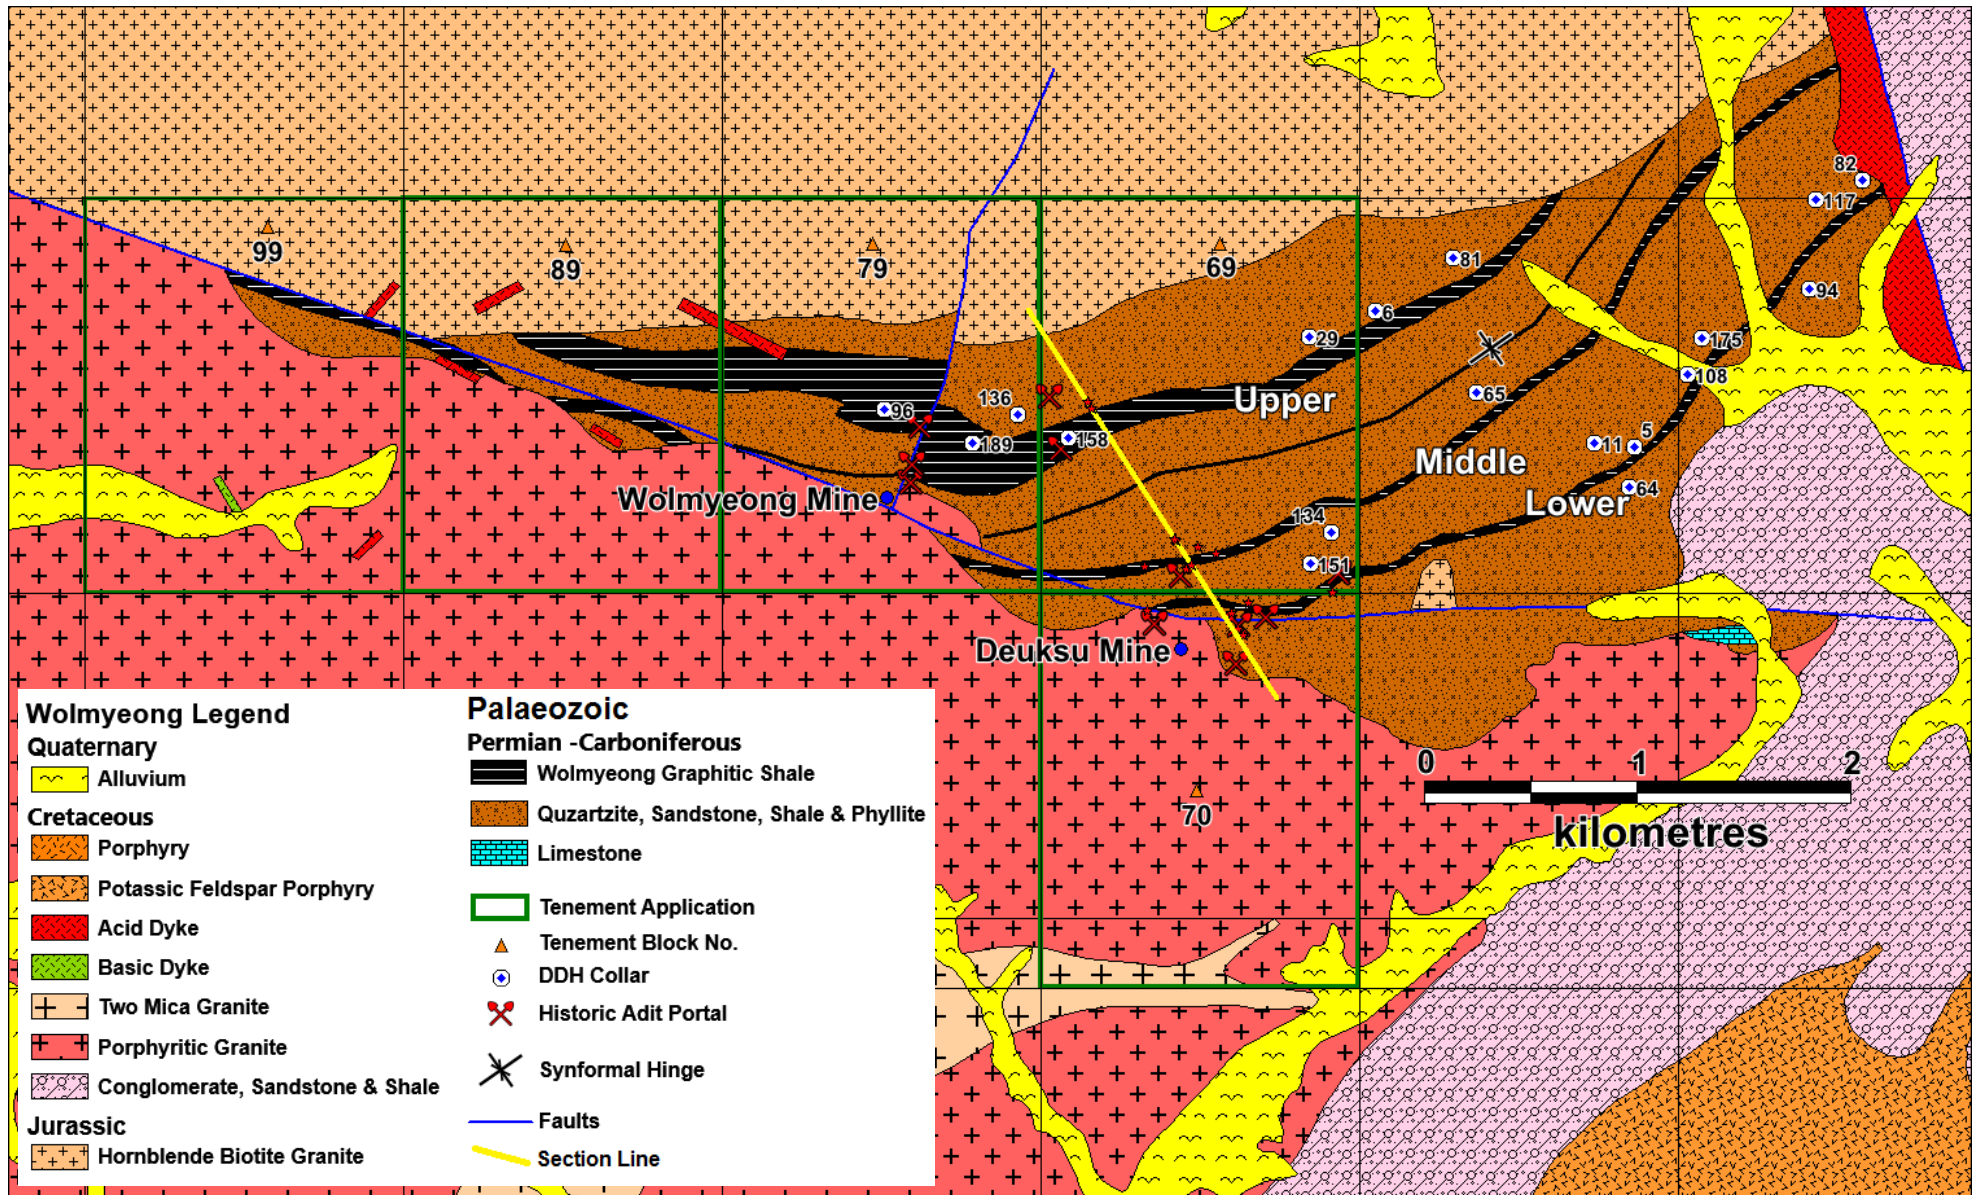 82
117
99
89
79
69
81
6
94
29
175
108
Upper
65
96
136
189
158
5
11
Middle
64
Lower
Wolmyeong Mine
134
151
Deuksu Mine
Wolmyeong Legend
Quaternary
Alluvium
Cretaceous
Porphyry
Potassic Feldspar Porphyry
Acid Dyke
Basic Dyke
Two Mica Granite
Porphyritic Granite
Conglomerate, Sandstone & Shale
Jurassic
Hornblende Biotite Granite
Palaeozoic
Permian -Carboniferous
Wolmyeong Graphitic Shale
Quzartzite, Sandstone, Shale & Phyllite
Limestone
Tenement Application
Tenement Block No.
DDH Collar
Historic Adit Portal
Synformal Hinge
Faults
Section Line
70
0 1 2
kilometres